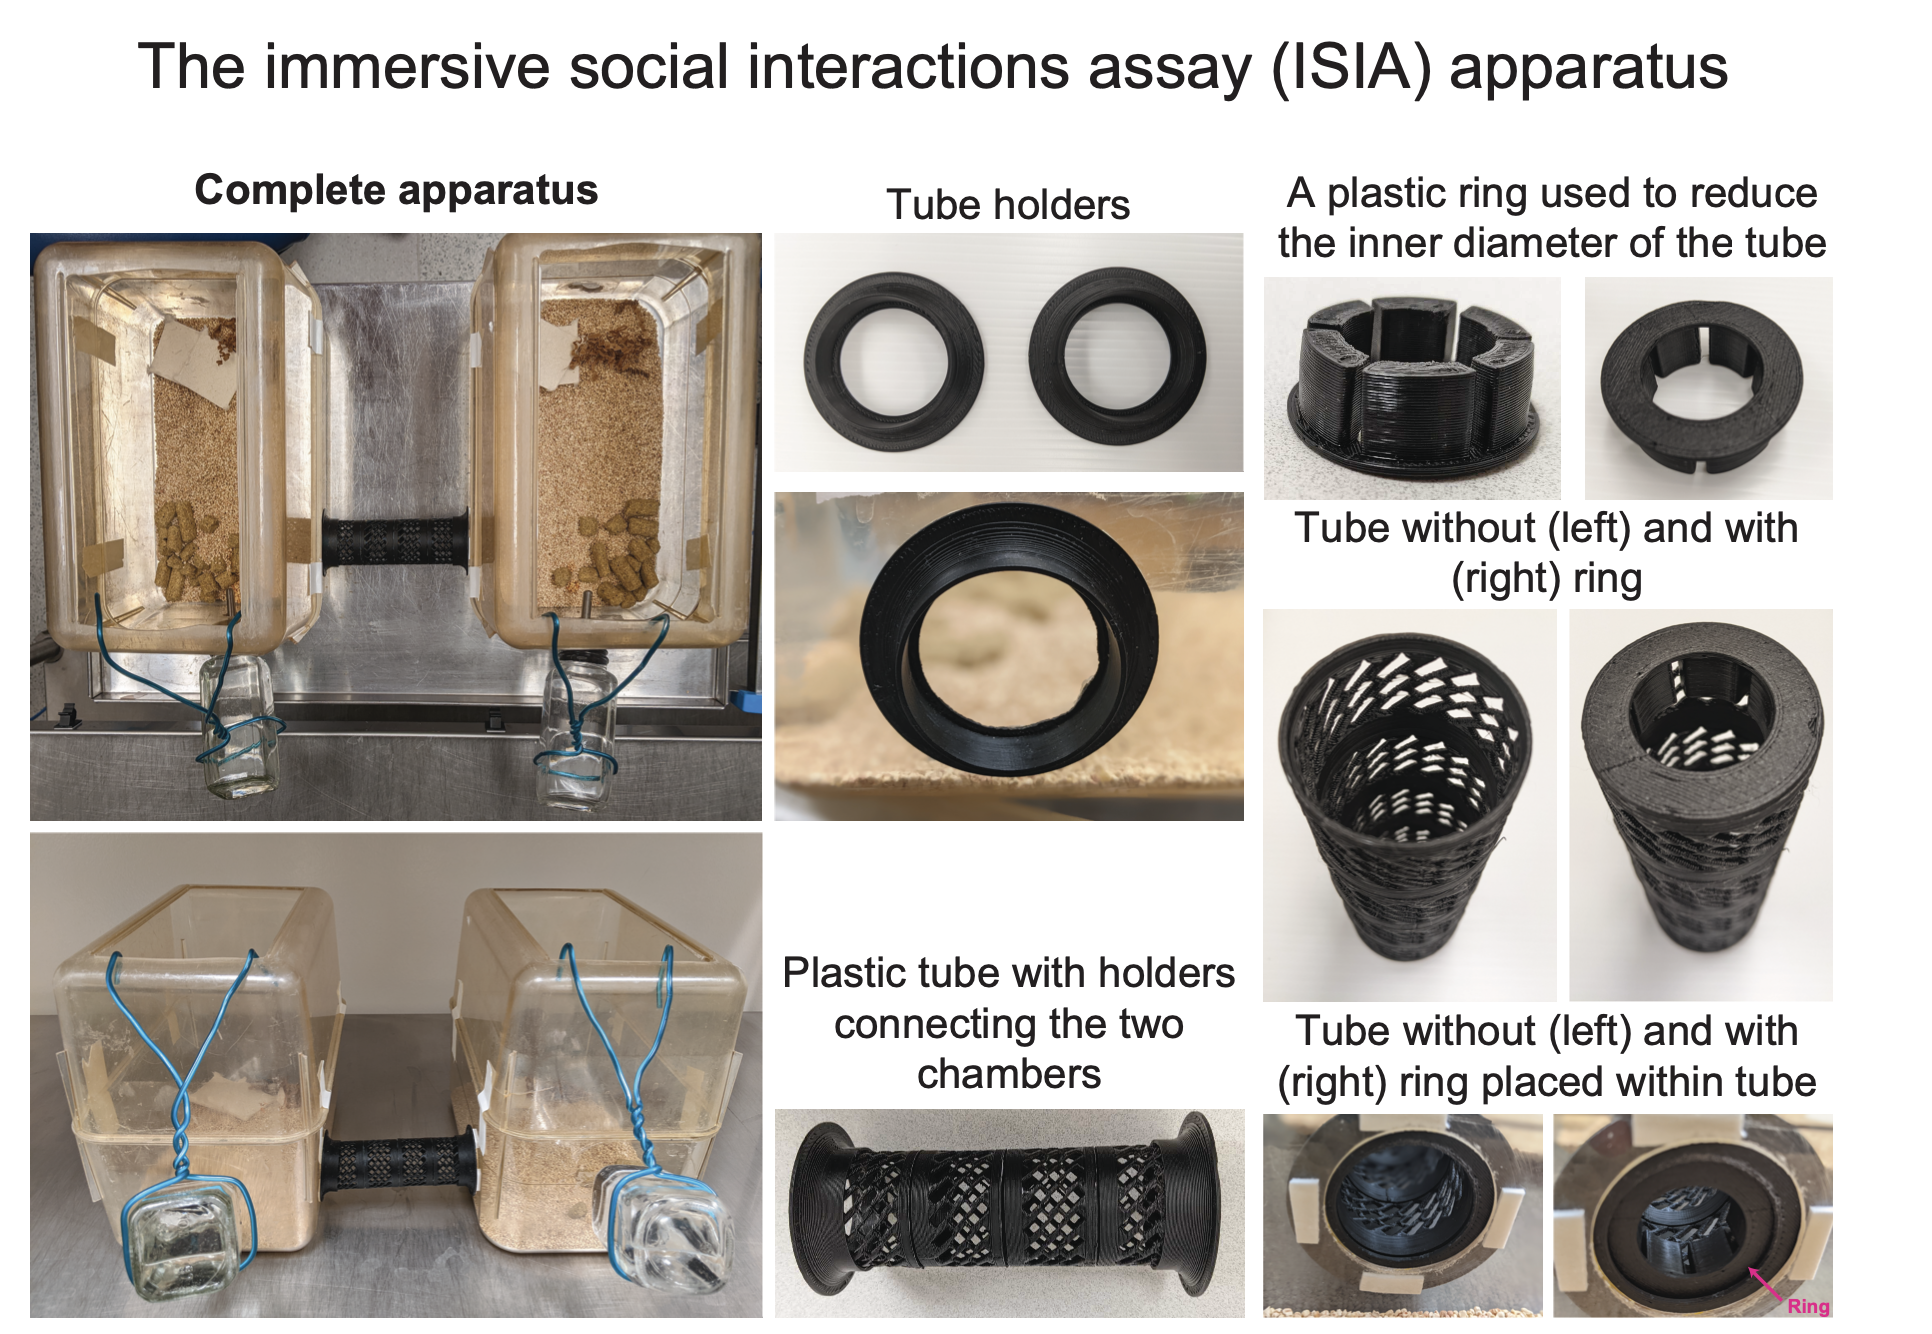 The immersive social interactions assay (ISIA) apparatus
Complete apparatus
Tube holders
Plastic tube with holders
connecting the two
chambers
A plastic ring used to reduce
the inner diameter of the tube
Tube without (left) and with
(right) ring
Tube without (left) and with
(right) ring placed within tube
Ring